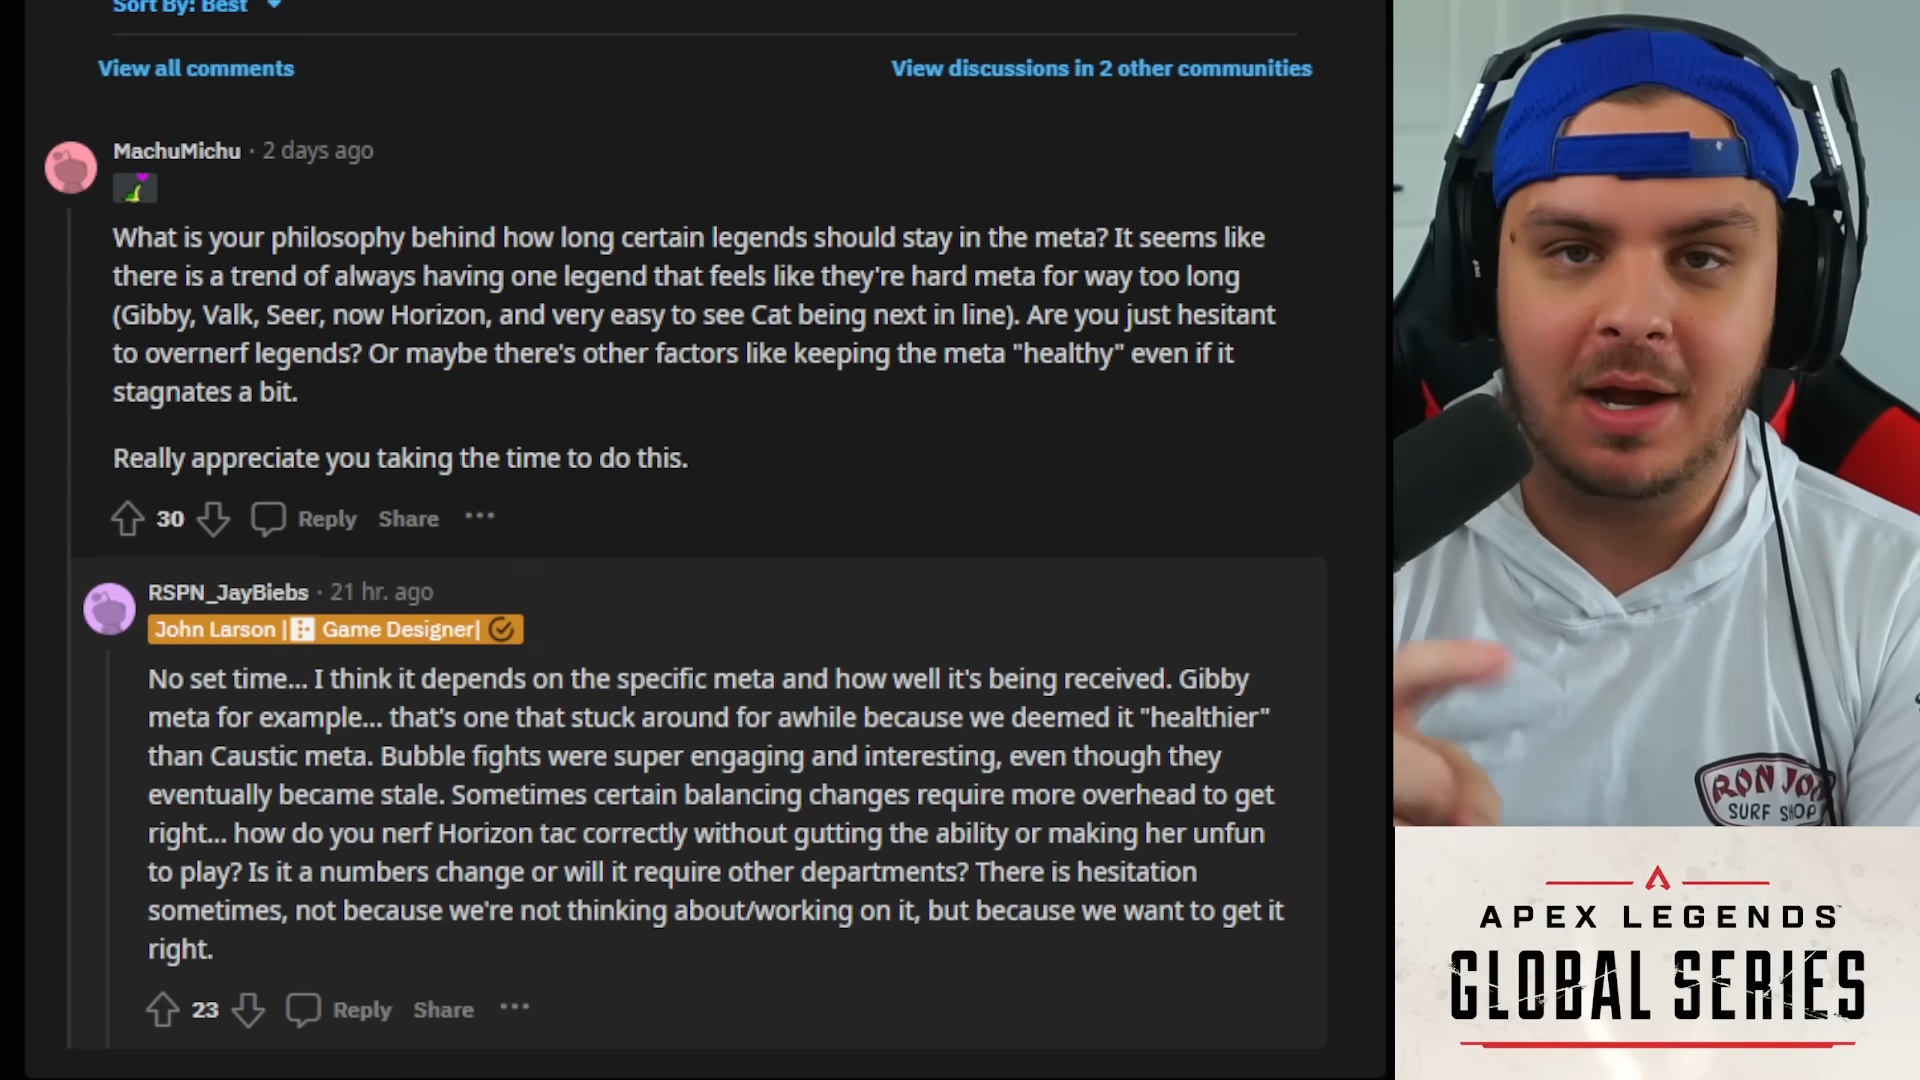 Sort By: Best
View all comments
View discussions in 2 other communities
MachuMichu · 2 days ago
What is your philosophy behind how long certain legends should stay in the meta? It seems like
there is a trend of always having one legend that feels like they're hard meta for way too long
(Gibby, Valk, Seer, now Horizon, and very easy to see Cat being next in line). Are you just hesitant
to overnerf legends? Or maybe there's other factors like keeping the meta "healthy" even if it
stagnates a bit.
Really appreciate you taking the time to do this.
30 Reply Share ···
RSPN_JayBiebs · 21 hr. ago
John Larson | Game Designer|
No set time... I think it depends on the specific meta and how well it's being received. Gibby
meta for example... that's one that stuck around for awhile because we deemed it "healthier"
than Caustic meta. Bubble fights were super engaging and interesting, even though they
eventually became stale. Sometimes certain balancing changes require more overhead to get
right... how do you nerf Horizon tac correctly without gutting the ability or making her unfun
to play? Is it a numbers change or will it require other departments? There is hesitation
sometimes, not because we're not thinking about/working on it, but because we want to get it
right.
23 Reply Share ···
RON JON
SURF SHOP
APEX LEGENDS™
GLOBAL SERIES